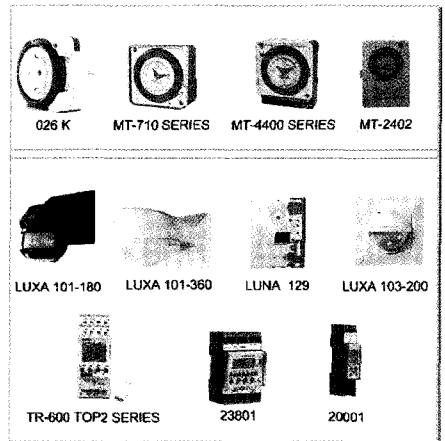 026 K MT-710 SERIES MT-4400 SERIES MT-2402
LUXA 101-180 LUXA 101-360 LUNA 129 LUXA 103-200
TR-600 TOP2 SERIES 23801 20001